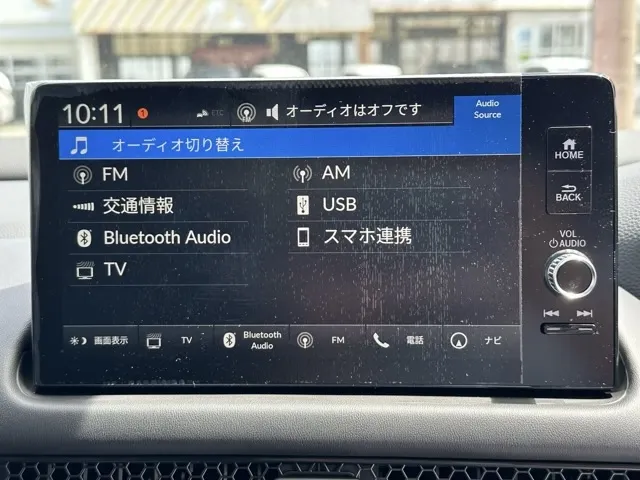 10:11 1 ETC オーディオはオフです Audio Source
オーディオ切り替え
FM AM
交通情報 USB
Bluetooth Audio スマホ連携
TV
画面表示 TV Bluetooth Audio FM 電話 ナビ
HOME
BACK
VOL
AUDIO